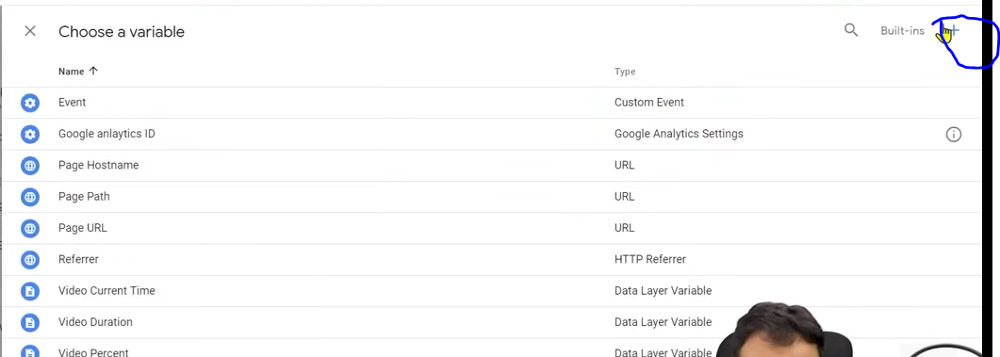 Choose a variable
Built-ins
Name Type
Event Custom Event
Google anlaytics ID Google Analytics Settings
Page Hostname URL
Page Path URL
Page URL URL
Referrer HTTP Referrer
Video Current Time Data Layer Variable
Video Duration Data Layer Variable
Video Percent Data Layer Variable